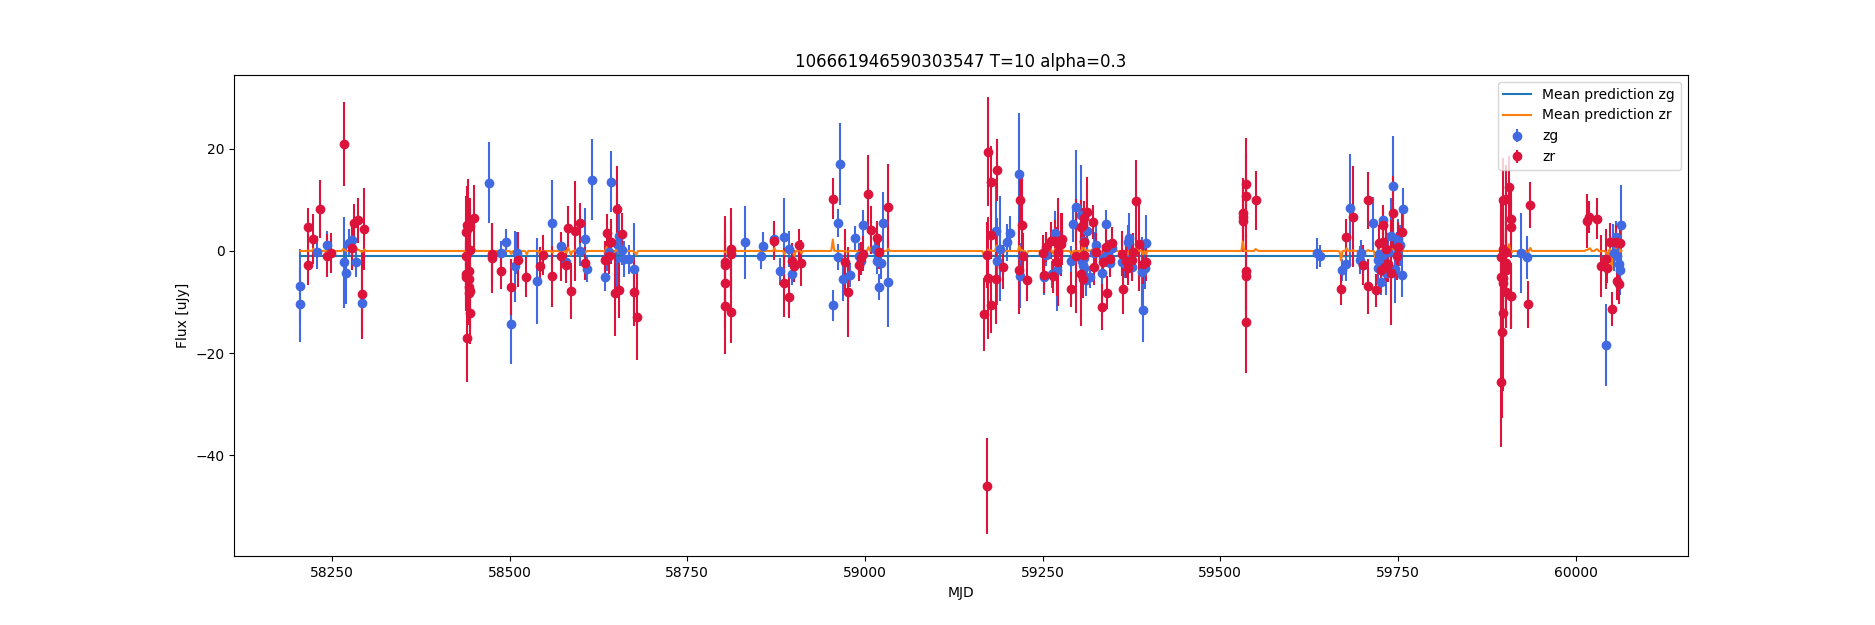 106661946590303547 T=10 alpha=0.3
Mean prediction zg
Mean prediction zr
zg
zr
Flux [uJy]
20
0
−20
−40
58250 58500 58750 59000 59250 59500 59750 60000
MJD